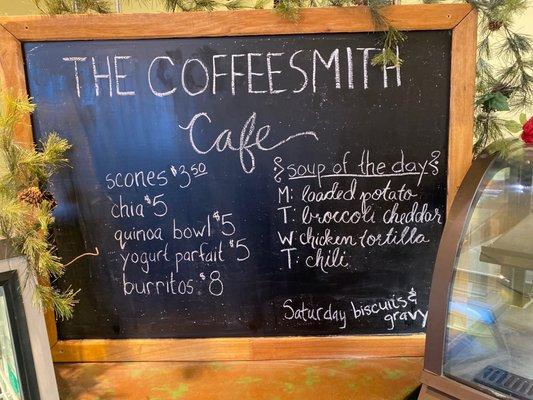 THE COFFEESMITH
Cafe
scones $3.50
chia $5
quinoa bowl $5
yogurt parfait $5
burritos $8
soup of the day
M: loaded potato
T: broccoli cheddar
W: chicken tortilla
T: chili
Saturday biscuits &
gravy